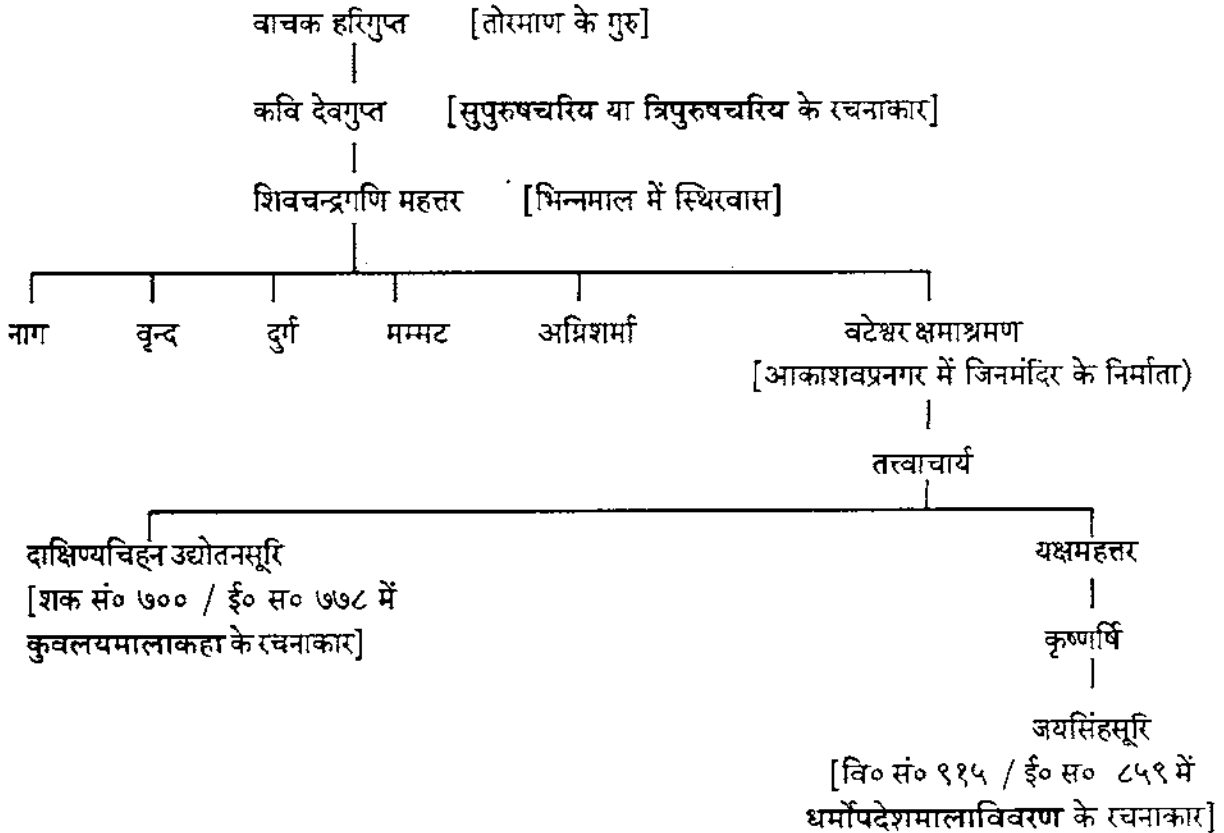 वाचक हरिगुप्त [तोरमाण के गुरु]
कवि देवगुप्त [सुपुरुषचरिय या त्रिपुरुषचरिय के रचनाकार]
शिवचन्द्रगणि महत्तर [भिन्नमाल में स्थिरवास]
नाग वृन्द दुर्ग मम्मट अग्निशर्मा वटेश्वर क्षमाश्रमण
[आकाशवप्रनगर में जिनमंदिर के निर्माता)
तत्त्वाचार्य
दाक्षिण्यचिहन उद्योतनसूरि यक्षमहत्तर
[शक सं० ७०० / ई० स० ७७८ में
कुवलयमालाकहा के रचनाकार] कृष्णर्षि
जयसिंहसूरि
[वि० सं० ९१५ / ई० स० ८५९ में
धर्मोपदेशमालाविवरण के रचनाकार]